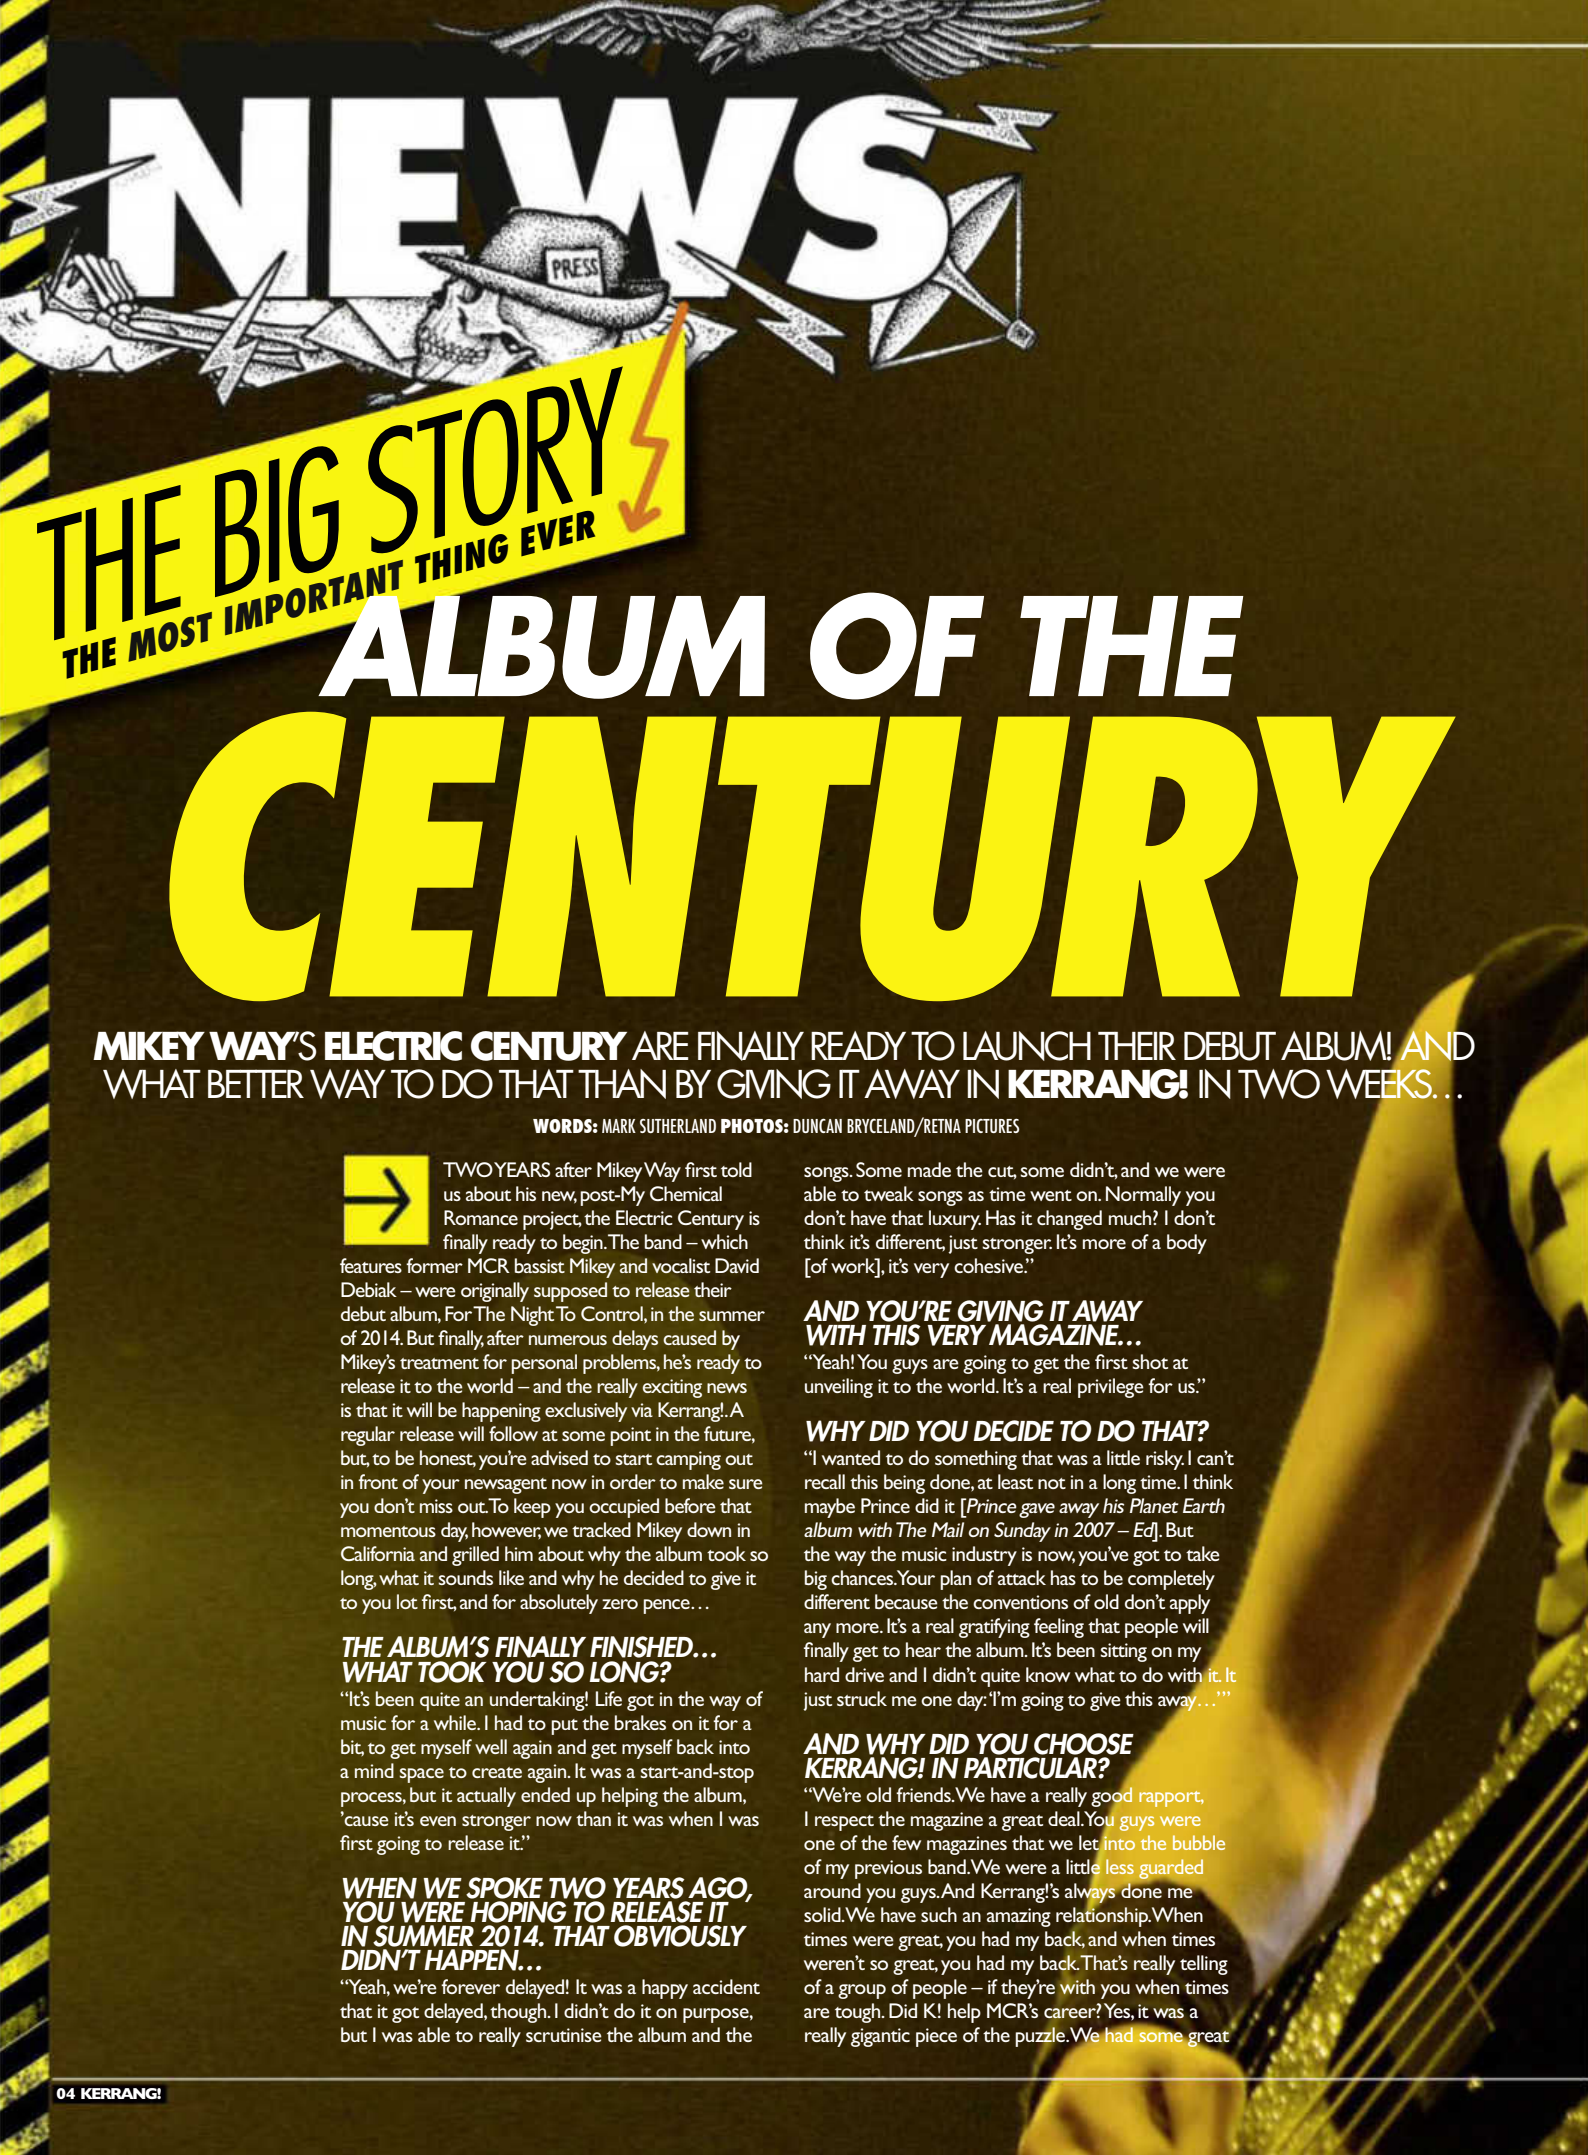 NEWS
PRESS
THE BIG STORY
THE MOST IMPORTANT THING EVER
ALBUM OF THE
CENTURY
MIKEY WAY'S ELECTRIC CENTURY ARE FINALLY READY TO LAUNCH THEIR DEBUT ALBUM! AND
WHAT BETTER WAY TO DO THAT THAN BY GIVING IT AWAY IN KERRANG! IN TWO WEEKS…
WORDS: MARK SUTHERLAND PHOTOS: DUNCAN BRYCELAND/RETNA PICTURES
TWO YEARS after Mikey Way first told
us about his new, post-My Chemical
Romance project, the Electric Century is
finally ready to begin. The band – which
features former MCR bassist Mikey and vocalist David
Debiak – were originally supposed to release their
debut album, For The Night To Control, in the summer
of 2014. But finally, after numerous delays caused by
Mikey's treatment for personal problems, he's ready to
release it to the world – and the really exciting news
is that it will be happening exclusively via Kerrang!. A
regular release will follow at some point in the future,
but, to be honest, you're advised to start camping out
in front of your newsagent now in order to make sure
you don't miss out. To keep you occupied before that
momentous day, however, we tracked Mikey down in
California and grilled him about why the album took so
long, what it sounds like and why he decided to give it
to you lot first, and for absolutely zero pence…
THE ALBUM'S FINALLY FINISHED…
WHAT TOOK YOU SO LONG?
“It's been quite an undertaking! Life got in the way of
music for a while. I had to put the brakes on it for a
bit, to get myself well again and get myself back into
a mind space to create again. It was a start-and-stop
process, but it actually ended up helping the album,
'cause it's even stronger now than it was when I was
first going to release it.”
WHEN WE SPOKE TWO YEARS AGO,
YOU WERE HOPING TO RELEASE IT
IN SUMMER 2014. THAT OBVIOUSLY
DIDN'T HAPPEN…
“Yeah, we're forever delayed! It was a happy accident
that it got delayed, though. I didn't do it on purpose,
but I was able to really scrutinise the album and the
songs. Some made the cut, some didn't, and we were
able to tweak songs as time went on. Normally you
don't have that luxury. Has it changed much? I don't
think it's different, just stronger. It's more of a body
[of work], it's very cohesive.”
AND YOU'RE GIVING IT AWAY
WITH THIS VERY MAGAZINE…
“Yeah! You guys are going to get the first shot at
unveiling it to the world. It's a real privilege for us.”
WHY DID YOU DECIDE TO DO THAT?
“I wanted to do something that was a little risky. I can't
recall this being done, at least not in a long time. I think
maybe Prince did it [Prince gave away his Planet Earth
album with The Mail on Sunday in 2007 – Ed]. But
the way the music industry is now, you've got to take
big chances. Your plan of attack has to be completely
different because the conventions of old don't apply
any more. It's a real gratifying feeling that people will
finally get to hear the album. It's been sitting on my
hard drive and I didn't quite know what to do with it. It
just struck me one day: ‘I'm going to give this away…’”
AND WHY DID YOU CHOOSE
KERRANG! IN PARTICULAR?
“We're old friends. We have a really good rapport,
I respect the magazine a great deal. You guys were
one of the few magazines that we let into the bubble
of my previous band. We were a little less guarded
around you guys. And Kerrang!'s always done me
solid. We have such an amazing relationship. When
times were great, you had my back, and when times
weren't so great, you had my back. That's really telling
of a group of people – if they're with you when times
are tough. Did K! help MCR's career? Yes, it was a
really gigantic piece of the puzzle. We had some great
04 KERRANG!